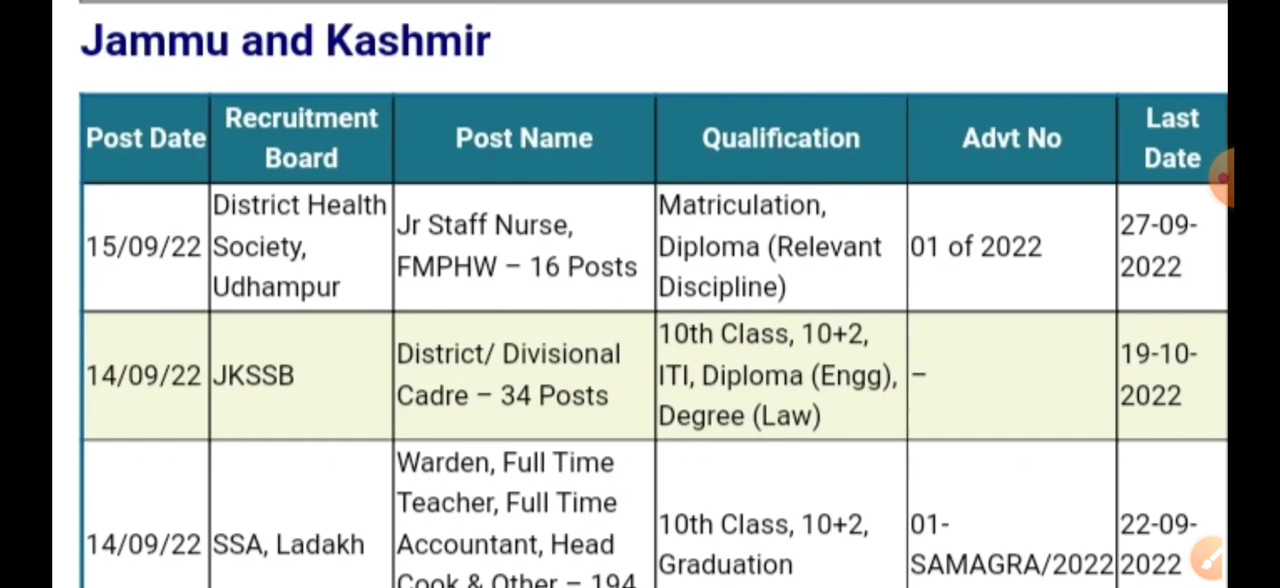 Jammu and Kashmir
Post Date
Recruitment
Board
Post Name
Qualification
Advt No
Last
Date
15/09/22
District Health
Society,
Udhampur
Jr Staff Nurse,
FMPHW – 16 Posts
Matriculation,
Diploma (Relevant
Discipline)
01 of 2022
27-09-
2022
14/09/22
JKSSB
District/ Divisional
Cadre – 34 Posts
10th Class, 10+2,
ITI, Diploma (Engg),
Degree (Law)
–
19-10-
2022
14/09/22
SSA, Ladakh
Warden, Full Time
Teacher, Full Time
Accountant, Head
Cook & Other – 194
10th Class, 10+2,
Graduation
01-
SAMAGRA/2022
22-09-
2022